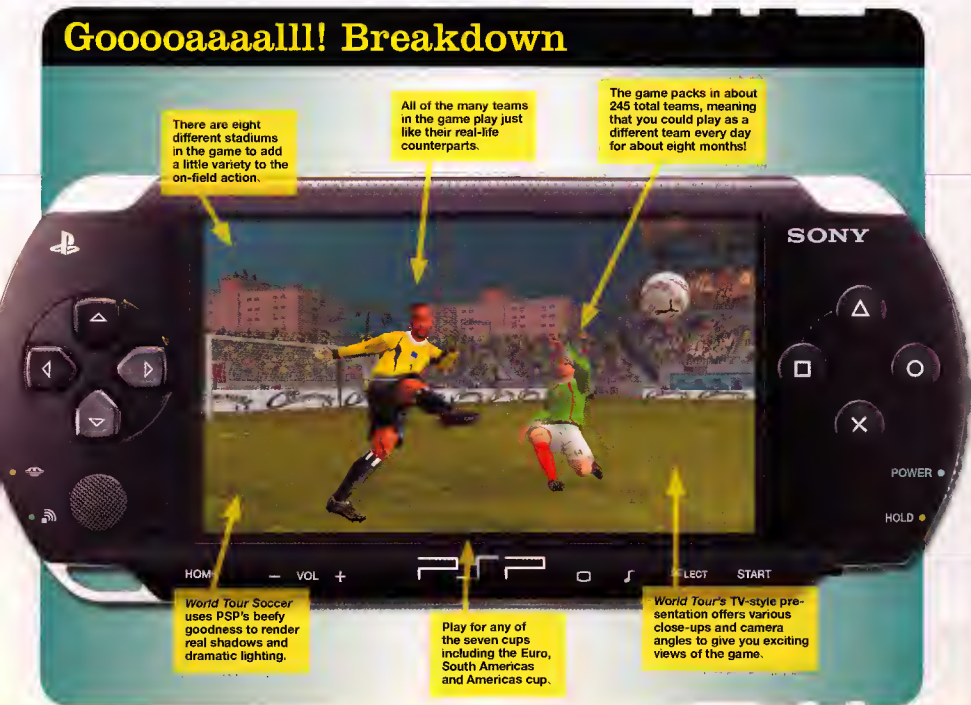 Gooooaaaalll! Breakdown
There are eight
different stadiums
in the game to add
a little variety to the
on-field action.
All of the many teams
in the game play just
like their real-life
counterparts.
The game packs in about
245 total teams, meaning
that you could play as a
different team every day
for about eight months!
SONY
POWER
HOLD
HOM
- VOL +
PSP
LECT
START
World Tour Soccer
uses PSP's beefy
goodness to render
real shadows and
dramatic lighting.
Play for any of
the seven cups
including the Euro,
South Americas
and Americas cup.
World Tour's TV-style pre-
sentation offers various
close-ups and camera
angles to give you exciting
views of the game.